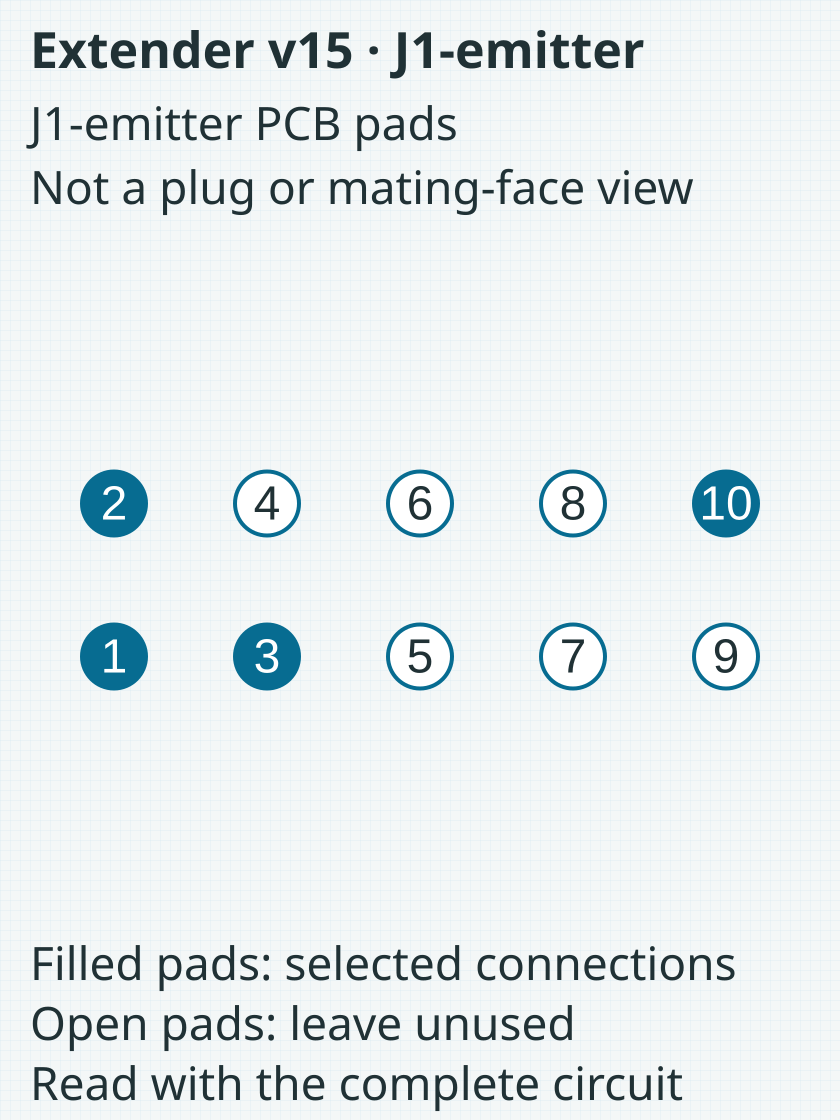 Extender v15 · J1-emitter
J1-emitter PCB pads
Not a plug or mating-face view
2 4 6 8 10
1 3 5 7 9
Filled pads: selected connections
Open pads: leave unused
Read with the complete circuit